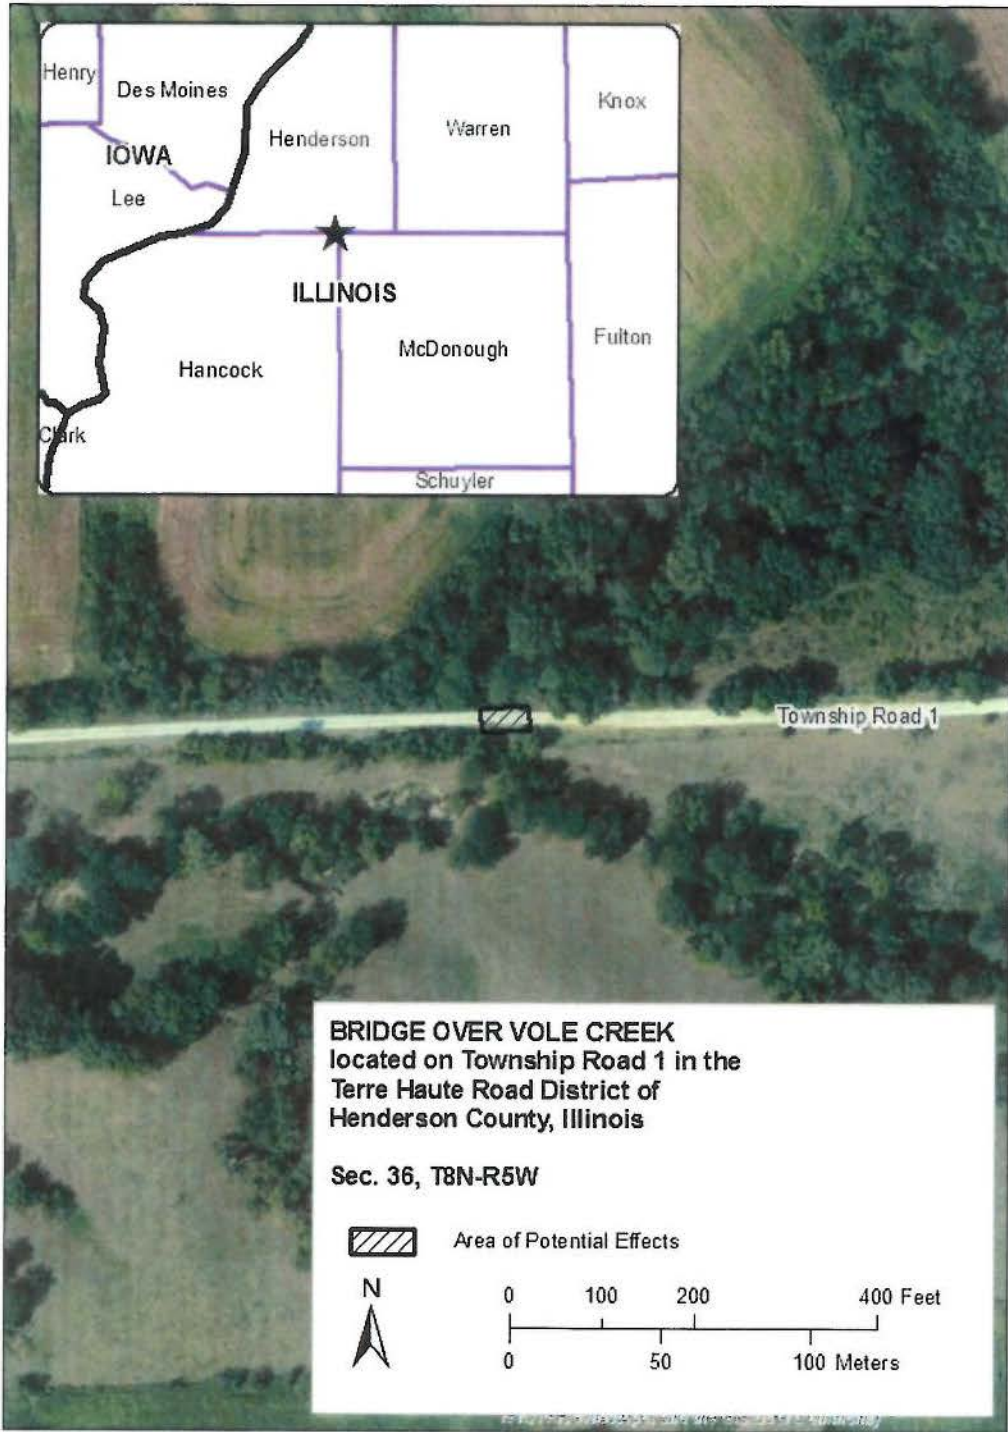 Henry
Des Moines
Knox
Warren
Henderson
IOWA
Lee
ILLINOIS
Fulton
McDonough
Hancock
Clark
Schuyler
Township Road 1
BRIDGE OVER VOLE CREEK
located on Township Road 1 in the
Terre Haute Road District of
Henderson County, Illinois
Sec. 36, T8N-R5W
Area of Potential Effects
N
0 100 200 400 Feet
0 50 100 Meters